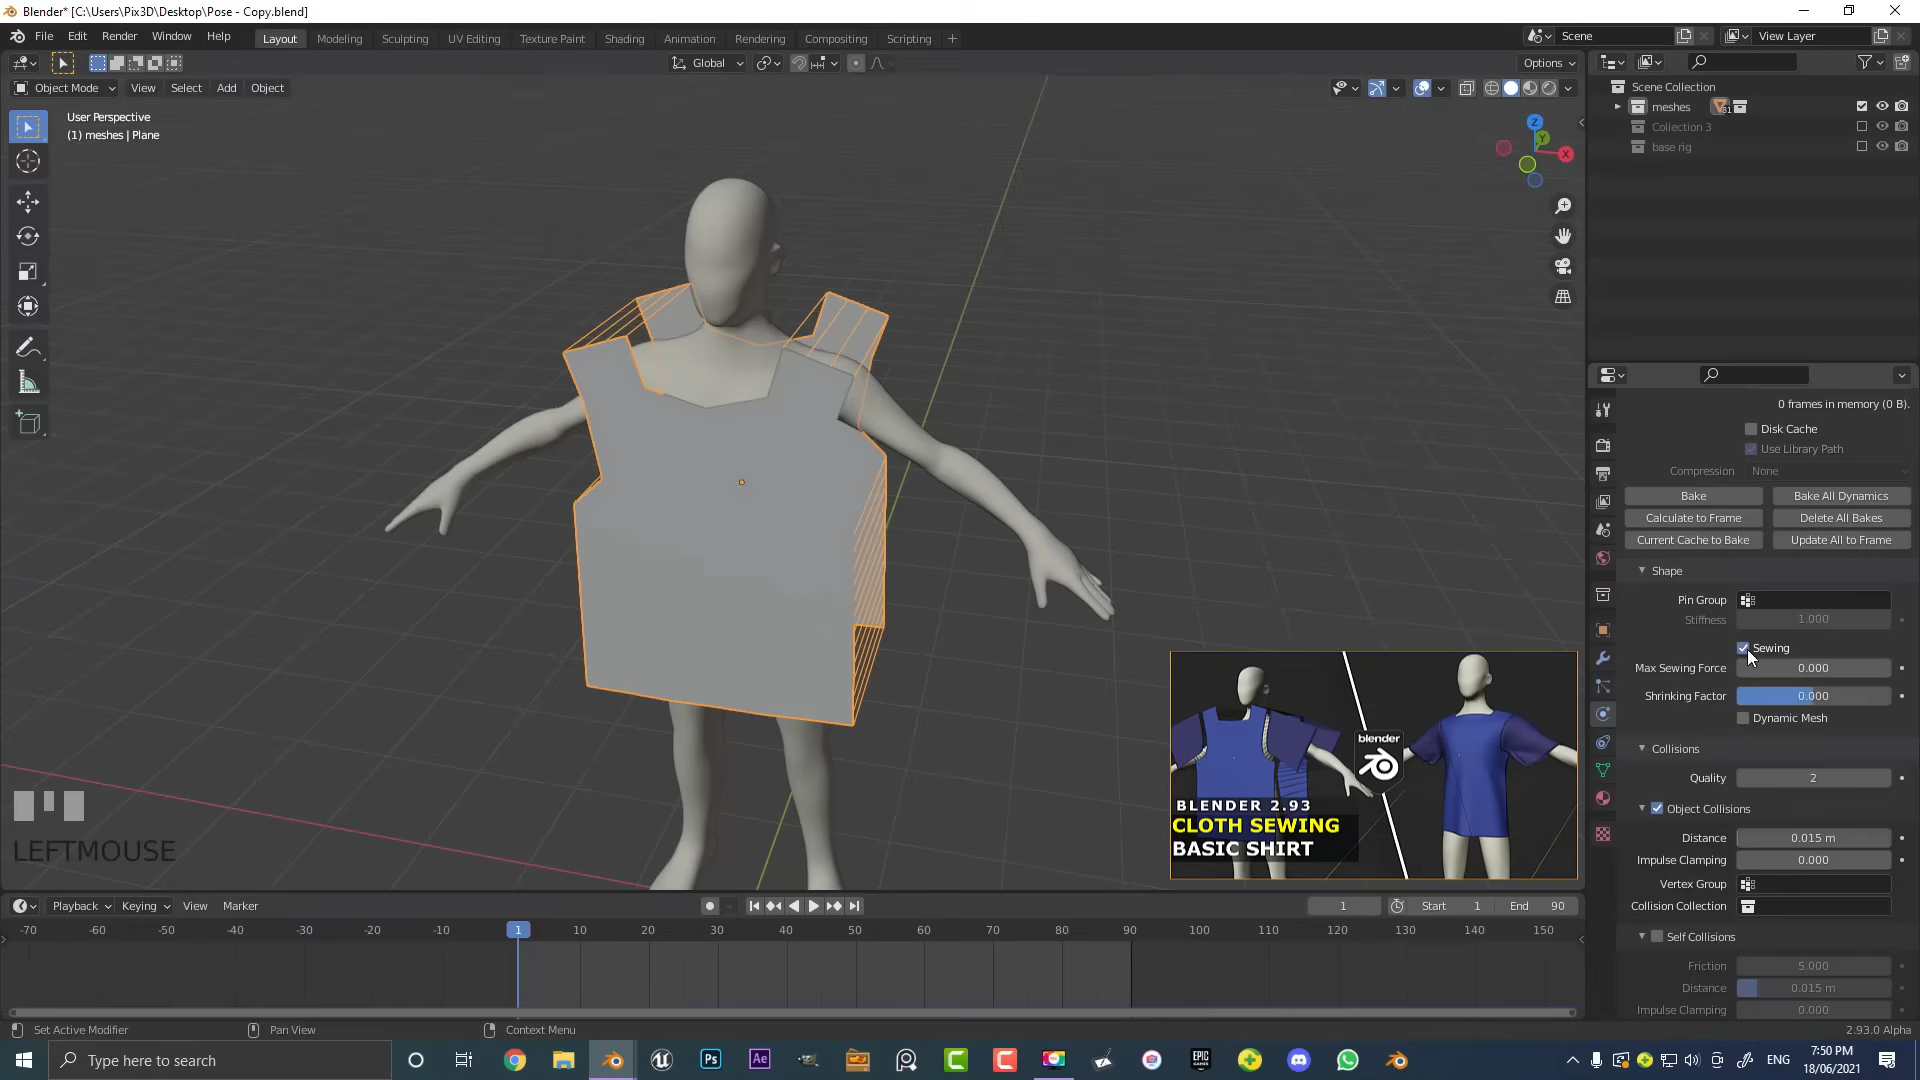 Blender* [C:\Users\Pix3D\Desktop\Pose - Copy.blend]
File Edit Render Window Help
Layout Modeling Sculpting UV Editing Texture Paint Shading Animation Rendering Compositing Scripting +
Scene
View Layer
Global
Options
Object Mode View Select Add Object
User Perspective
(1) meshes | Plane
Z
Y
X
Scene Collection
meshes 31
Collection 3
base rig
0 frames in memory (0 B).
Disk Cache
Use Library Path
Compression None
Bake Bake All Dynamics
Calculate to Frame Delete All Bakes
Current Cache to Bake Update All to Frame
Shape
Pin Group
Stiffness 1.000
Sewing
Max Sewing Force 0.000
Shrinking Factor 0.000
Dynamic Mesh
Collisions
Quality 2
Object Collisions
Distance 0.015 m
Impulse Clamping 0.000
Vertex Group
Collision Collection
Self Collisions
Friction 5.000
Distance 0.015 m
Impulse Clamping 0.000
blender
BLENDER 2.93
CLOTH SEWING
BASIC SHIRT
LEFTMOUSE
Playback Keying View Marker
1 Start 1 End 90
-70 -60 -50 -40 -30 -20 -10 1 10 20 30 40 50 60 70 80 90 100 110 120 130 140 150
Set Active Modifier Pan View Context Menu
2.93.0 Alpha
Type here to search
Ps
Ae
EPIC GAMES
ENG
7:50 PM
18/06/2021